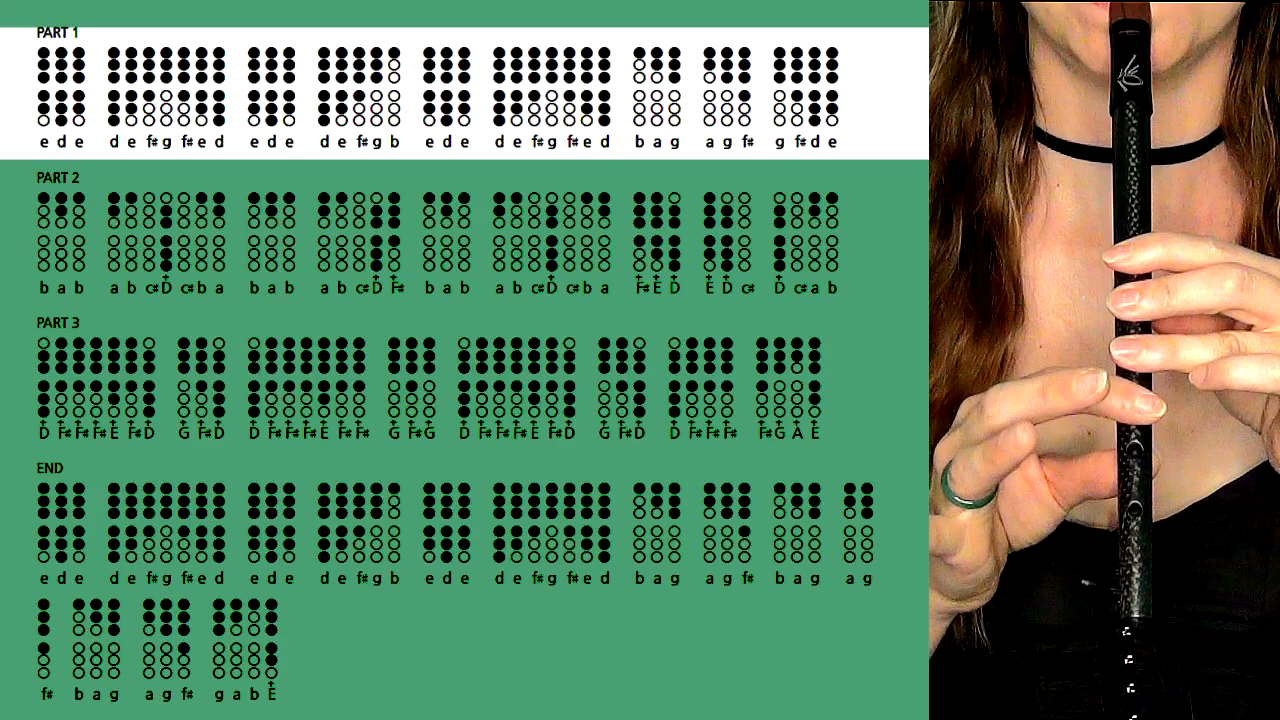 PART 1
e d e d e f# g f# e d e d e d e f# g b e d e d e f# g f# e d b a g a g f# g f# d e
PART 2
b a b a b c# D c# b a b a b a b c# D F# b a b a b c# D c# b a F# E D E D c# D c# a b
PART 3
D F# F# F# E F# D G F# D D F# F# F# E F# F# G F# G D F# F# F# E F# D G F# D D F# F# F# F# G A E
END
e d e d e f# g f# e d e d e d e f# g b e d e d e f# g f# e d b a g a g f# b a g a g
f# b a g a g f# g a b E